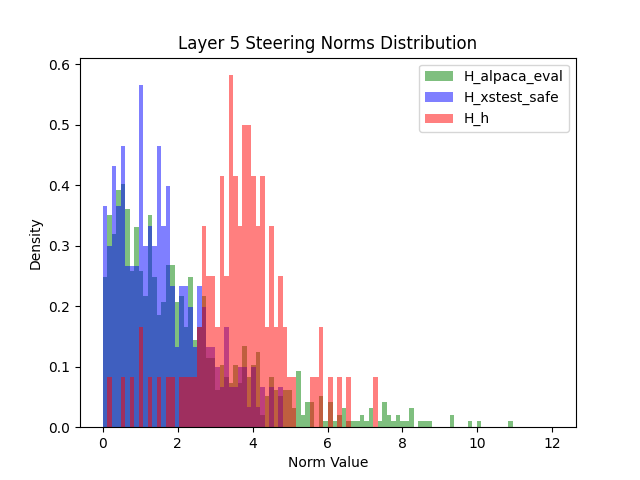 Layer 5 Steering Norms Distribution
H_alpaca_eval
H_xstest_safe
H_h
Density
0.6
0.5
0.4
0.3
0.2
0.1
0.0
0 2 4 6 8 10 12
Norm Value